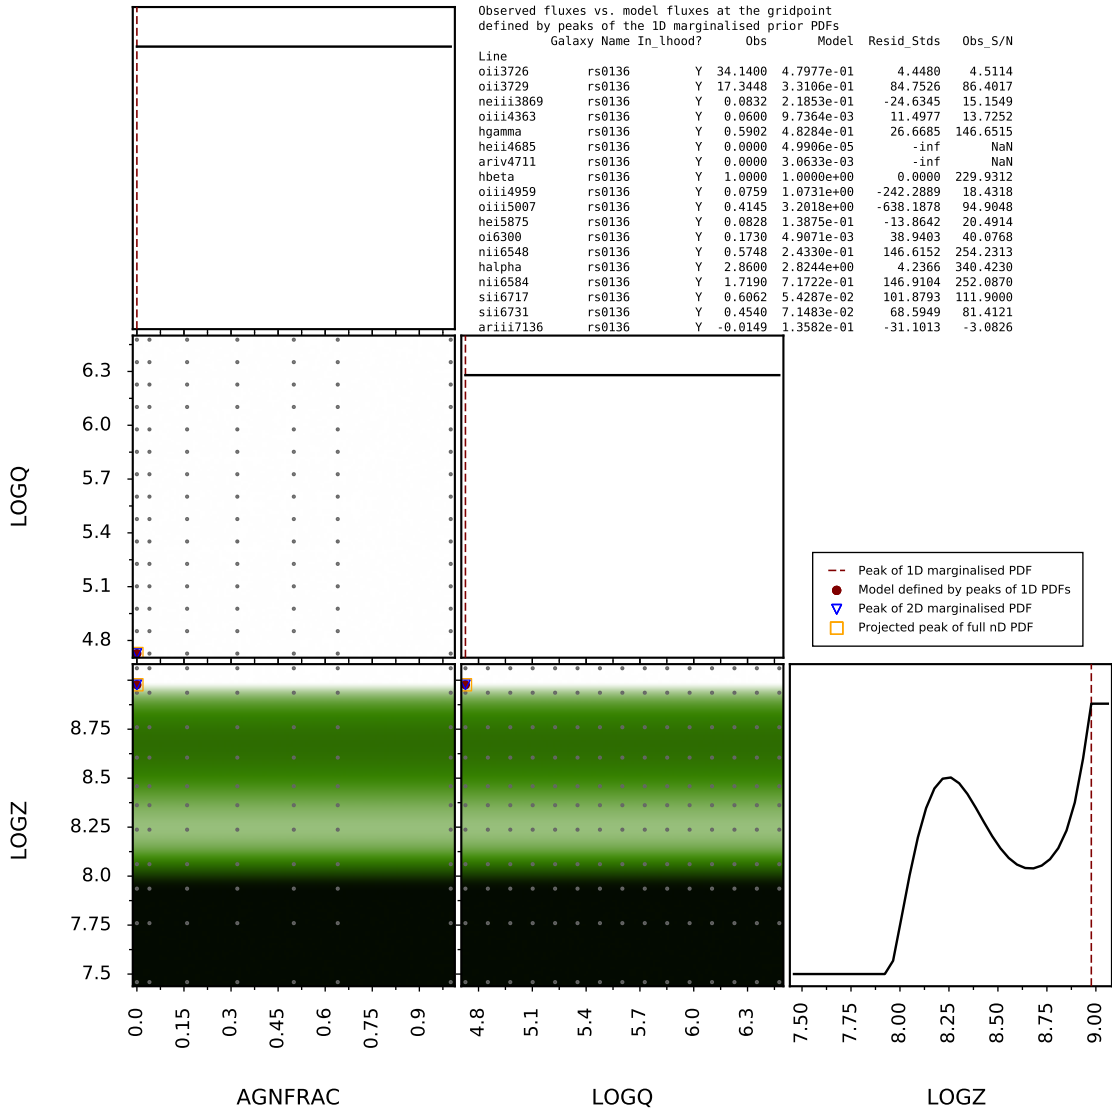 Observed fluxes vs. model fluxes at the gridpoint
defined by peaks of the 1D marginalised prior PDFs
Galaxy Name In_lhood? Obs Model Resid_Stds Obs_S/N
Line
oii3726 rs0136 Y 34.1400 4.7977e-01 4.4480 4.5114
oii3729 rs0136 Y 17.3448 3.3106e-01 84.7526 86.4017
neiii3869 rs0136 Y 0.0832 2.1853e-01 -24.6345 15.1549
oiii4363 rs0136 Y 0.0600 9.7364e-03 11.4977 13.7252
hgamma rs0136 Y 0.5902 4.8284e-01 26.6685 146.6515
heii4685 rs0136 Y 0.0000 4.9906e-05 -inf NaN
ariv4711 rs0136 Y 0.0000 3.0633e-03 -inf NaN
hbeta rs0136 Y 1.0000 1.0000e+00 0.0000 229.9312
oiii4959 rs0136 Y 0.0759 1.0731e+00 -242.2889 18.4318
oiii5007 rs0136 Y 0.4145 3.2018e+00 -638.1878 94.9048
hei5875 rs0136 Y 0.0828 1.3875e-01 -13.8642 20.4914
oi6300 rs0136 Y 0.1730 4.9071e-03 38.9403 40.0768
nii6548 rs0136 Y 0.5748 2.4330e-01 146.6152 254.2313
halpha rs0136 Y 2.8600 2.8244e+00 4.2366 340.4230
nii6584 rs0136 Y 1.7190 7.1722e-01 146.9104 252.0870
sii6717 rs0136 Y 0.6062 5.4287e-02 101.8793 111.9000
sii6731 rs0136 Y 0.4540 7.1483e-02 68.5949 81.4121
ariii7136 rs0136 Y -0.0149 1.3582e-01 -31.1013 -3.0826
LOGQ
6.3
6.0
5.7
5.4
5.1
4.8
Peak of 1D marginalised PDF
Model defined by peaks of 1D PDFs
Peak of 2D marginalised PDF
Projected peak of full nD PDF
LOGZ
8.75
8.5
8.25
8.0
7.75
7.5
0.0 0.15 0.3 0.45 0.6 0.75 0.9
4.8 5.1 5.4 5.7 6.0 6.3
7.50 7.75 8.00 8.25 8.50 8.75 9.00
AGNFRAC LOGQ LOGZ